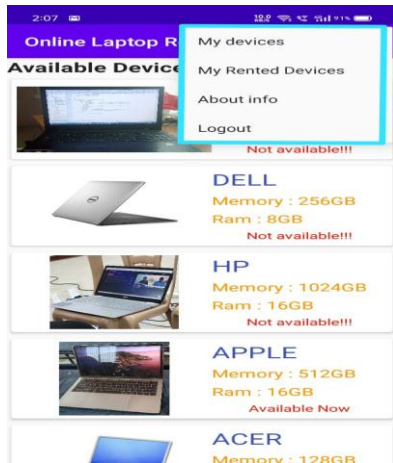 2:07
91%
Online Laptop R
My devices
My Rented Devices
About info
Logout
Available Device
Not available!!!
DELL
Memory : 256GB
Ram : 8GB
Not available!!!
HP
Memory : 1024GB
Ram : 16GB
Not available!!!
APPLE
Memory : 512GB
Ram : 16GB
Available Now
ACER
Memory : 128GB